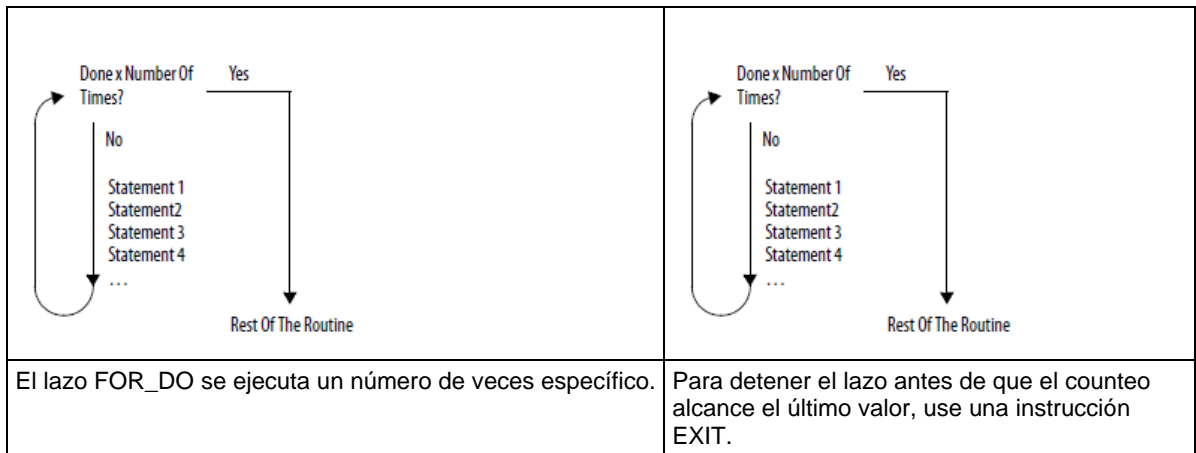 Done x Number Of Yes
Times?
No
Statement 1
Statement2
Statement 3
Statement 4
...
Rest Of The Routine
Done x Number Of Yes
Times?
No
Statement 1
Statement2
Statement 3
Statement 4
...
Rest Of The Routine
El lazo FOR_DO se ejecuta un número de veces específico.
Para detener el lazo antes de que el counteo
alcance el último valor, use una instrucción
EXIT.